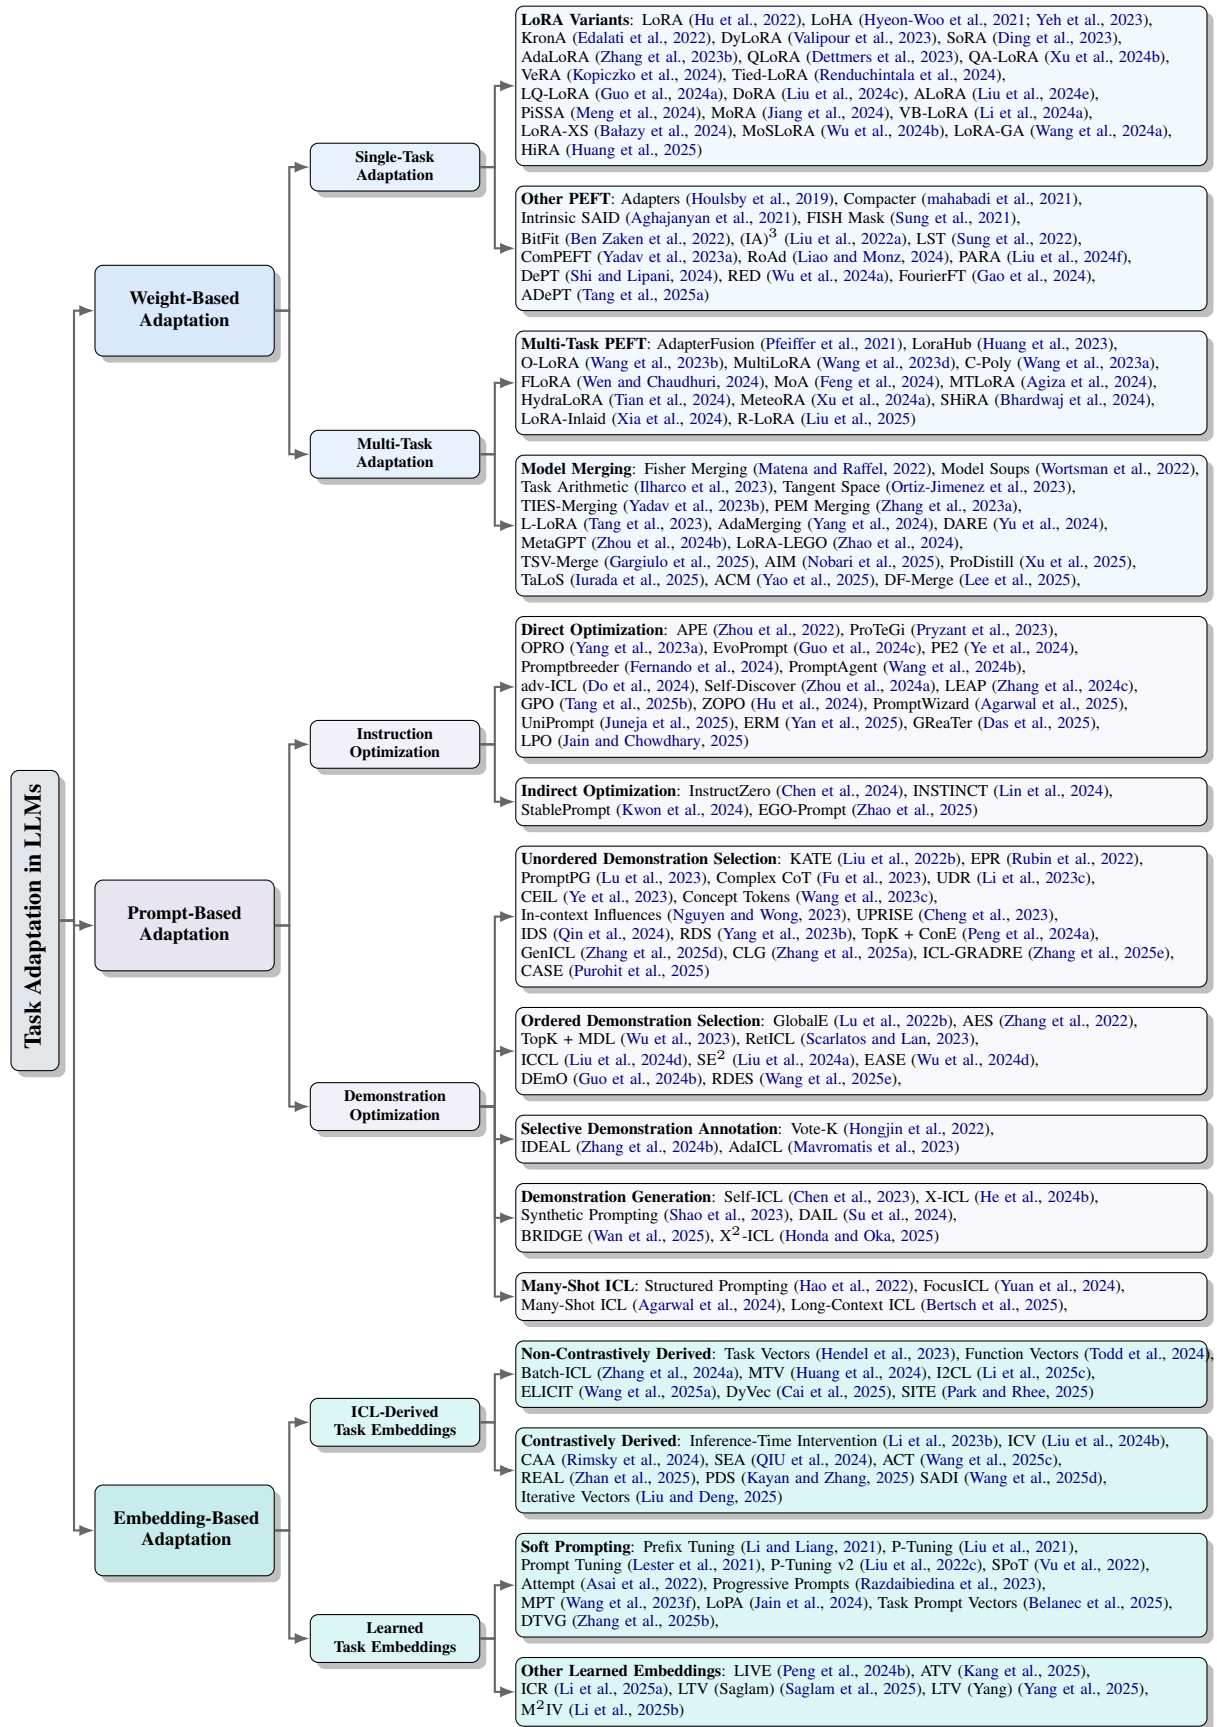 Task Adaptation in LLMs
Weight-Based
Adaptation
Single-Task
Adaptation
LoRA Variants: LoRA (Hu et al., 2022), LoHA (Hyeon-Woo et al., 2021; Yeh et al., 2023),
KronA (Edalati et al., 2022), DyLoRA (Valipour et al., 2023), SoRA (Ding et al., 2023),
AdaLoRA (Zhang et al., 2023b), QLoRA (Dettmers et al., 2023), QA-LoRA (Xu et al., 2024b),
VeRA (Kopiczko et al., 2024), Tied-LoRA (Renduchintala et al., 2024),
LQ-LoRA (Guo et al., 2024a), DoRA (Liu et al., 2024c), ALoRA (Liu et al., 2024e),
PiSSA (Meng et al., 2024), MoRA (Jiang et al., 2024), VB-LoRA (Li et al., 2024a),
LoRA-XS (Bałazy et al., 2024), MoSLoRA (Wu et al., 2024b), LoRA-GA (Wang et al., 2024a),
HiRA (Huang et al., 2025)
Other PEFT: Adapters (Houlsby et al., 2019), Compacter (mahabadi et al., 2021),
Intrinsic SAID (Aghajanyan et al., 2021), FISH Mask (Sung et al., 2021),
BitFit (Ben Zaken et al., 2022), (IA)³ (Liu et al., 2022a), LST (Sung et al., 2022),
ComPEFT (Yadav et al., 2023a), RoAd (Liao and Monz, 2024), PARA (Liu et al., 2024f),
DePT (Shi and Lipani, 2024), RED (Wu et al., 2024a), FourierFT (Gao et al., 2024),
ADePT (Tang et al., 2025a)
Multi-Task
Adaptation
Multi-Task PEFT: AdapterFusion (Pfeiffer et al., 2021), LoraHub (Huang et al., 2023),
O-LoRA (Wang et al., 2023b), MultiLoRA (Wang et al., 2023d), C-Poly (Wang et al., 2023a),
FLoRA (Wen and Chaudhuri, 2024), MoA (Feng et al., 2024), MTLoRA (Agiza et al., 2024),
HydraLoRA (Tian et al., 2024), MeteoRA (Xu et al., 2024a), SHiRA (Bhardwaj et al., 2024),
LoRA-Inlaid (Xia et al., 2024), R-LoRA (Liu et al., 2025)
Model Merging: Fisher Merging (Matena and Raffel, 2022), Model Soups (Wortsman et al., 2022),
Task Arithmetic (Ilharco et al., 2023), Tangent Space (Ortiz-Jimenez et al., 2023),
TIES-Merging (Yadav et al., 2023b), PEM Merging (Zhang et al., 2023a),
L-LoRA (Tang et al., 2023), AdaMerging (Yang et al., 2024), DARE (Yu et al., 2024),
MetaGPT (Zhou et al., 2024b), LoRA-LEGO (Zhao et al., 2024),
TSV-Merge (Gargiulo et al., 2025), AIM (Nobari et al., 2025), ProDistill (Xu et al., 2025),
TaLoS (Iurada et al., 2025), ACM (Yao et al., 2025), DF-Merge (Lee et al., 2025),
Prompt-Based
Adaptation
Instruction
Optimization
Direct Optimization: APE (Zhou et al., 2022), ProTeGi (Pryzant et al., 2023),
OPRO (Yang et al., 2023a), EvoPrompt (Guo et al., 2024c), PE2 (Ye et al., 2024),
Promptbreeder (Fernando et al., 2024), PromptAgent (Wang et al., 2024b),
adv-ICL (Do et al., 2024), Self-Discover (Zhou et al., 2024a), LEAP (Zhang et al., 2024c),
GPO (Tang et al., 2025b), ZOPO (Hu et al., 2024), PromptWizard (Agarwal et al., 2025),
UniPrompt (Juneja et al., 2025), ERM (Yan et al., 2025), GReaTer (Das et al., 2025),
LPO (Jain and Chowdhary, 2025)
Indirect Optimization: InstructZero (Chen et al., 2024), INSTINCT (Lin et al., 2024),
StablePrompt (Kwon et al., 2024), EGO-Prompt (Zhao et al., 2025)
Demonstration
Optimization
Unordered Demonstration Selection: KATE (Liu et al., 2022b), EPR (Rubin et al., 2022),
PromptPG (Lu et al., 2023), Complex CoT (Fu et al., 2023), UDR (Li et al., 2023c),
CEIL (Ye et al., 2023), Concept Tokens (Wang et al., 2023c),
In-context Influences (Nguyen and Wong, 2023), UPRISE (Cheng et al., 2023),
IDS (Qin et al., 2024), RDS (Yang et al., 2023b), TopK + ConE (Peng et al., 2024a),
GenICL (Zhang et al., 2025d), CLG (Zhang et al., 2025a), ICL-GRADRE (Zhang et al., 2025e),
CASE (Purohit et al., 2025)
Ordered Demonstration Selection: GlobalE (Lu et al., 2022b), AES (Zhang et al., 2022),
TopK + MDL (Wu et al., 2023), RetICL (Scarlatos and Lan, 2023),
ICCL (Liu et al., 2024d), SE² (Liu et al., 2024a), EASE (Wu et al., 2024d),
DEmO (Guo et al., 2024b), RDES (Wang et al., 2025e),
Selective Demonstration Annotation: Vote-K (Hongjin et al., 2022),
IDEAL (Zhang et al., 2024b), AdaICL (Mavromatis et al., 2023)
Demonstration Generation: Self-ICL (Chen et al., 2023), X-ICL (He et al., 2024b),
Synthetic Prompting (Shao et al., 2023), DAIL (Su et al., 2024),
BRIDGE (Wan et al., 2025), X²-ICL (Honda and Oka, 2025)
Many-Shot ICL: Structured Prompting (Hao et al., 2022), FocusICL (Yuan et al., 2024),
Many-Shot ICL (Agarwal et al., 2024), Long-Context ICL (Bertsch et al., 2025),
Embedding-Based
Adaptation
ICL-Derived
Task Embeddings
Non-Contrastively Derived: Task Vectors (Hendel et al., 2023), Function Vectors (Todd et al., 2024),
Batch-ICL (Zhang et al., 2024a), MTV (Huang et al., 2024), I2CL (Li et al., 2025c),
ELICIT (Wang et al., 2025a), DyVec (Cai et al., 2025), SITE (Park and Rhee, 2025)
Contrastively Derived: Inference-Time Intervention (Li et al., 2023b), ICV (Liu et al., 2024b),
CAA (Rimsky et al., 2024), SEA (QIU et al., 2024), ACT (Wang et al., 2025c),
REAL (Zhan et al., 2025), PDS (Kayan and Zhang, 2025) SADI (Wang et al., 2025d),
Iterative Vectors (Liu and Deng, 2025)
Learned
Task Embeddings
Soft Prompting: Prefix Tuning (Li and Liang, 2021), P-Tuning (Liu et al., 2021),
Prompt Tuning (Lester et al., 2021), P-Tuning v2 (Liu et al., 2022c), SPoT (Vu et al., 2022),
Attempt (Asai et al., 2022), Progressive Prompts (Razdaibiedina et al., 2023),
MPT (Wang et al., 2023f), LoPA (Jain et al., 2024), Task Prompt Vectors (Belanec et al., 2025),
DTVG (Zhang et al., 2025b),
Other Learned Embeddings: LIVE (Peng et al., 2024b), ATV (Kang et al., 2025),
ICR (Li et al., 2025a), LTV (Saglam) (Saglam et al., 2025), LTV (Yang) (Yang et al., 2025),
M²IV (Li et al., 2025b)